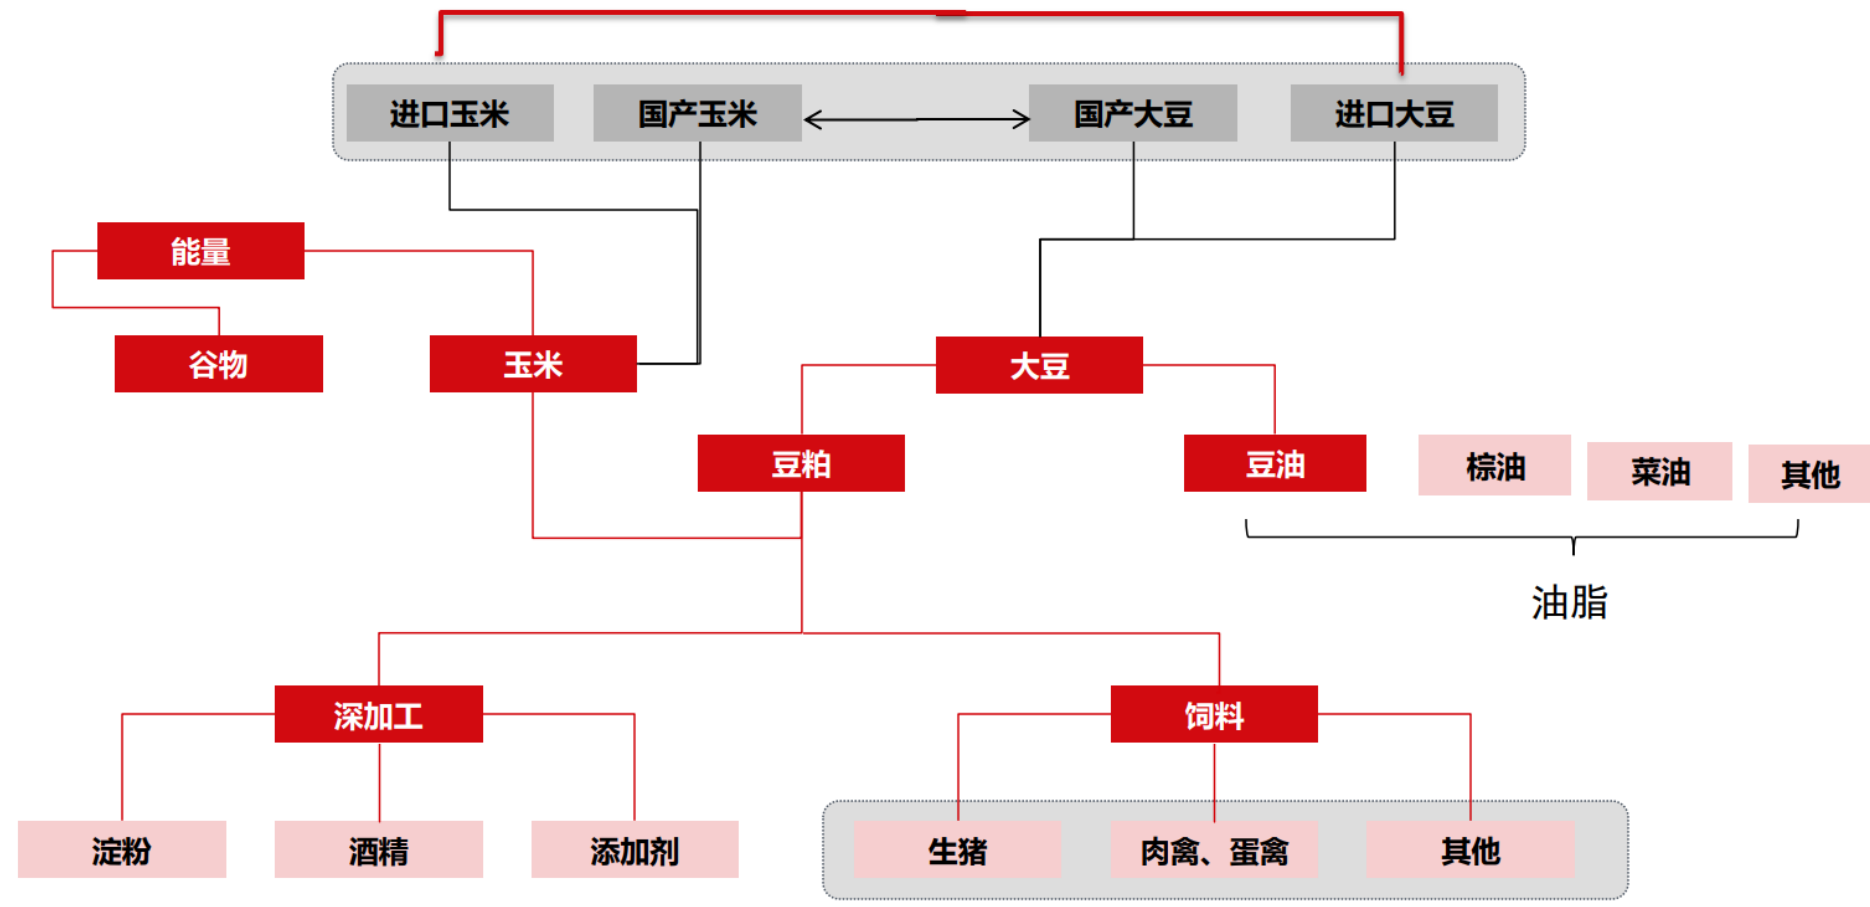 进口玉米
国产玉米
国产大豆
进口大豆
能量
谷物
玉米
大豆
豆粕
豆油
棕油
菜油
其他
油脂
深加工
饲料
淀粉
酒精
添加剂
生猪
肉禽、蛋禽
其他